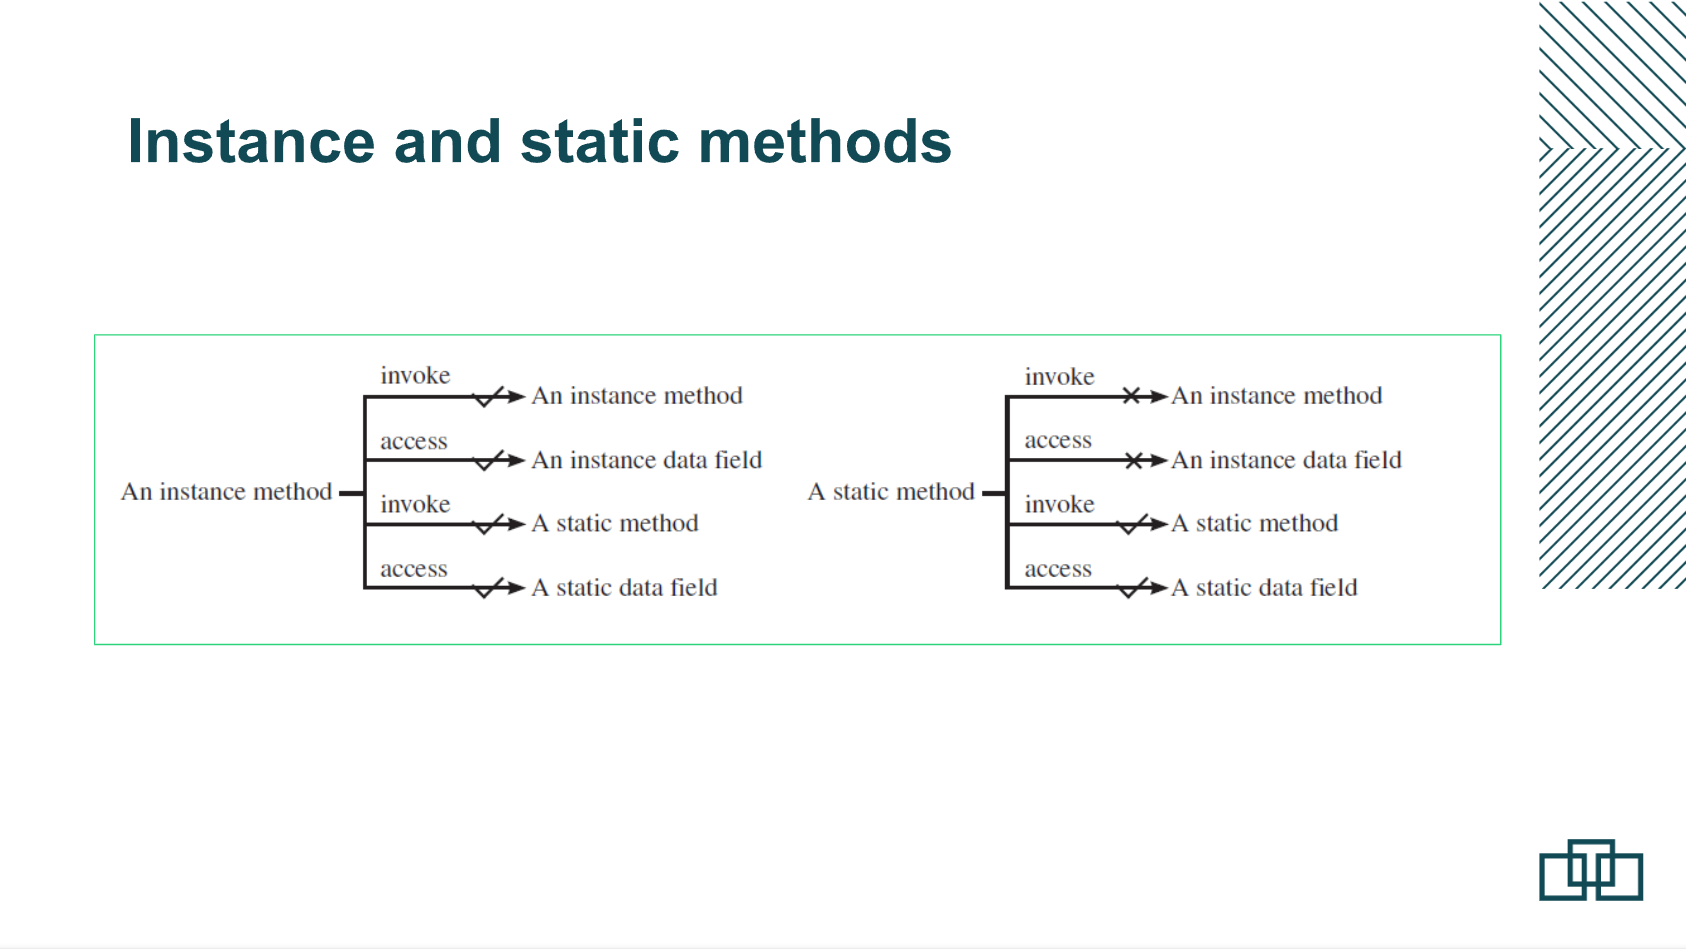 Instance and static methods
invoke
An instance method
access
An instance data field
An instance method
invoke
A static method
access
A static data field
invoke
An instance method
access
An instance data field
A static method
invoke
A static method
access
A static data field